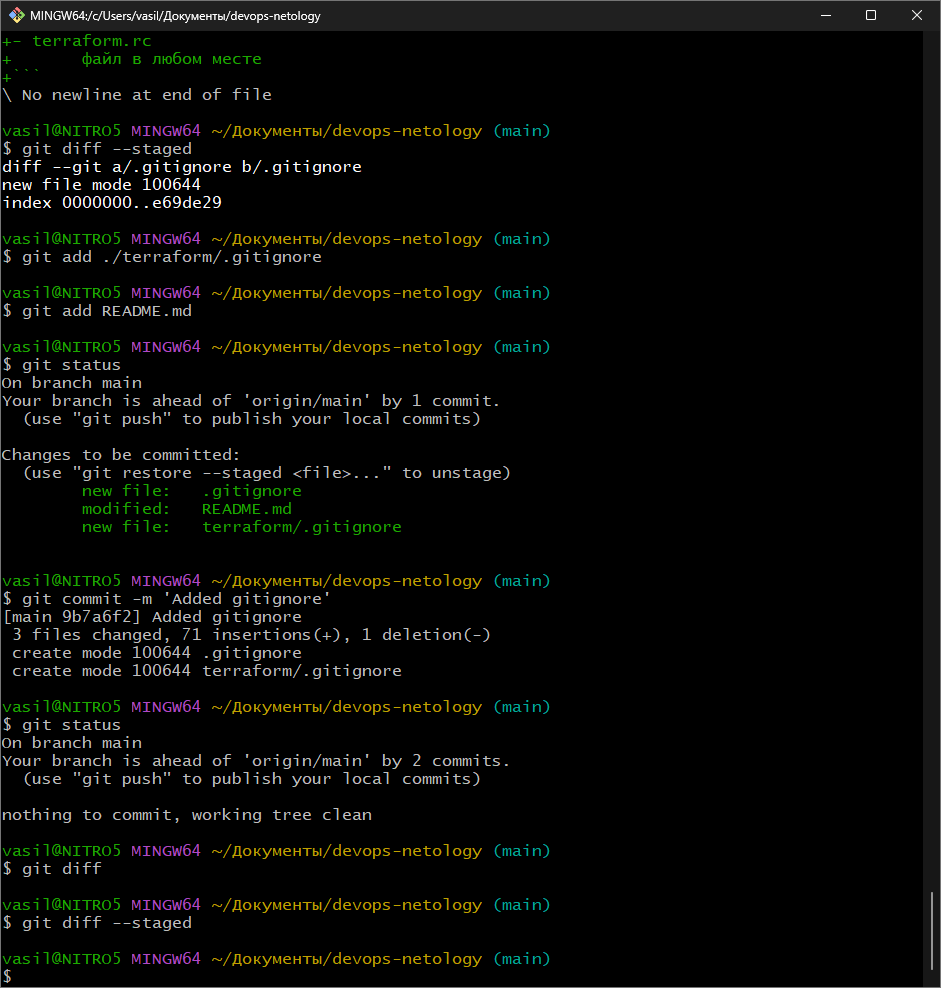 MINGW64:/c/Users/vasil/Документы/devops-netology
+- terraform.rc
+       файл в любом месте
+```
\ No newline at end of file
vasil@NITRO5 MINGW64 ~/Документы/devops-netology (main)
$ git diff --staged
diff --git a/.gitignore b/.gitignore
new file mode 100644
index 0000000..e69de29
vasil@NITRO5 MINGW64 ~/Документы/devops-netology (main)
$ git add ./terraform/.gitignore
vasil@NITRO5 MINGW64 ~/Документы/devops-netology (main)
$ git add README.md
vasil@NITRO5 MINGW64 ~/Документы/devops-netology (main)
$ git status
On branch main
Your branch is ahead of 'origin/main' by 1 commit.
  (use "git push" to publish your local commits)
Changes to be committed:
  (use "git restore --staged <file>..." to unstage)
        new file:   .gitignore
        modified:   README.md
        new file:   terraform/.gitignore
vasil@NITRO5 MINGW64 ~/Документы/devops-netology (main)
$ git commit -m 'Added gitignore'
[main 9b7a6f2] Added gitignore
 3 files changed, 71 insertions(+), 1 deletion(-)
 create mode 100644 .gitignore
 create mode 100644 terraform/.gitignore
vasil@NITRO5 MINGW64 ~/Документы/devops-netology (main)
$ git status
On branch main
Your branch is ahead of 'origin/main' by 2 commits.
  (use "git push" to publish your local commits)
nothing to commit, working tree clean
vasil@NITRO5 MINGW64 ~/Документы/devops-netology (main)
$ git diff
vasil@NITRO5 MINGW64 ~/Документы/devops-netology (main)
$ git diff --staged
vasil@NITRO5 MINGW64 ~/Документы/devops-netology (main)
$